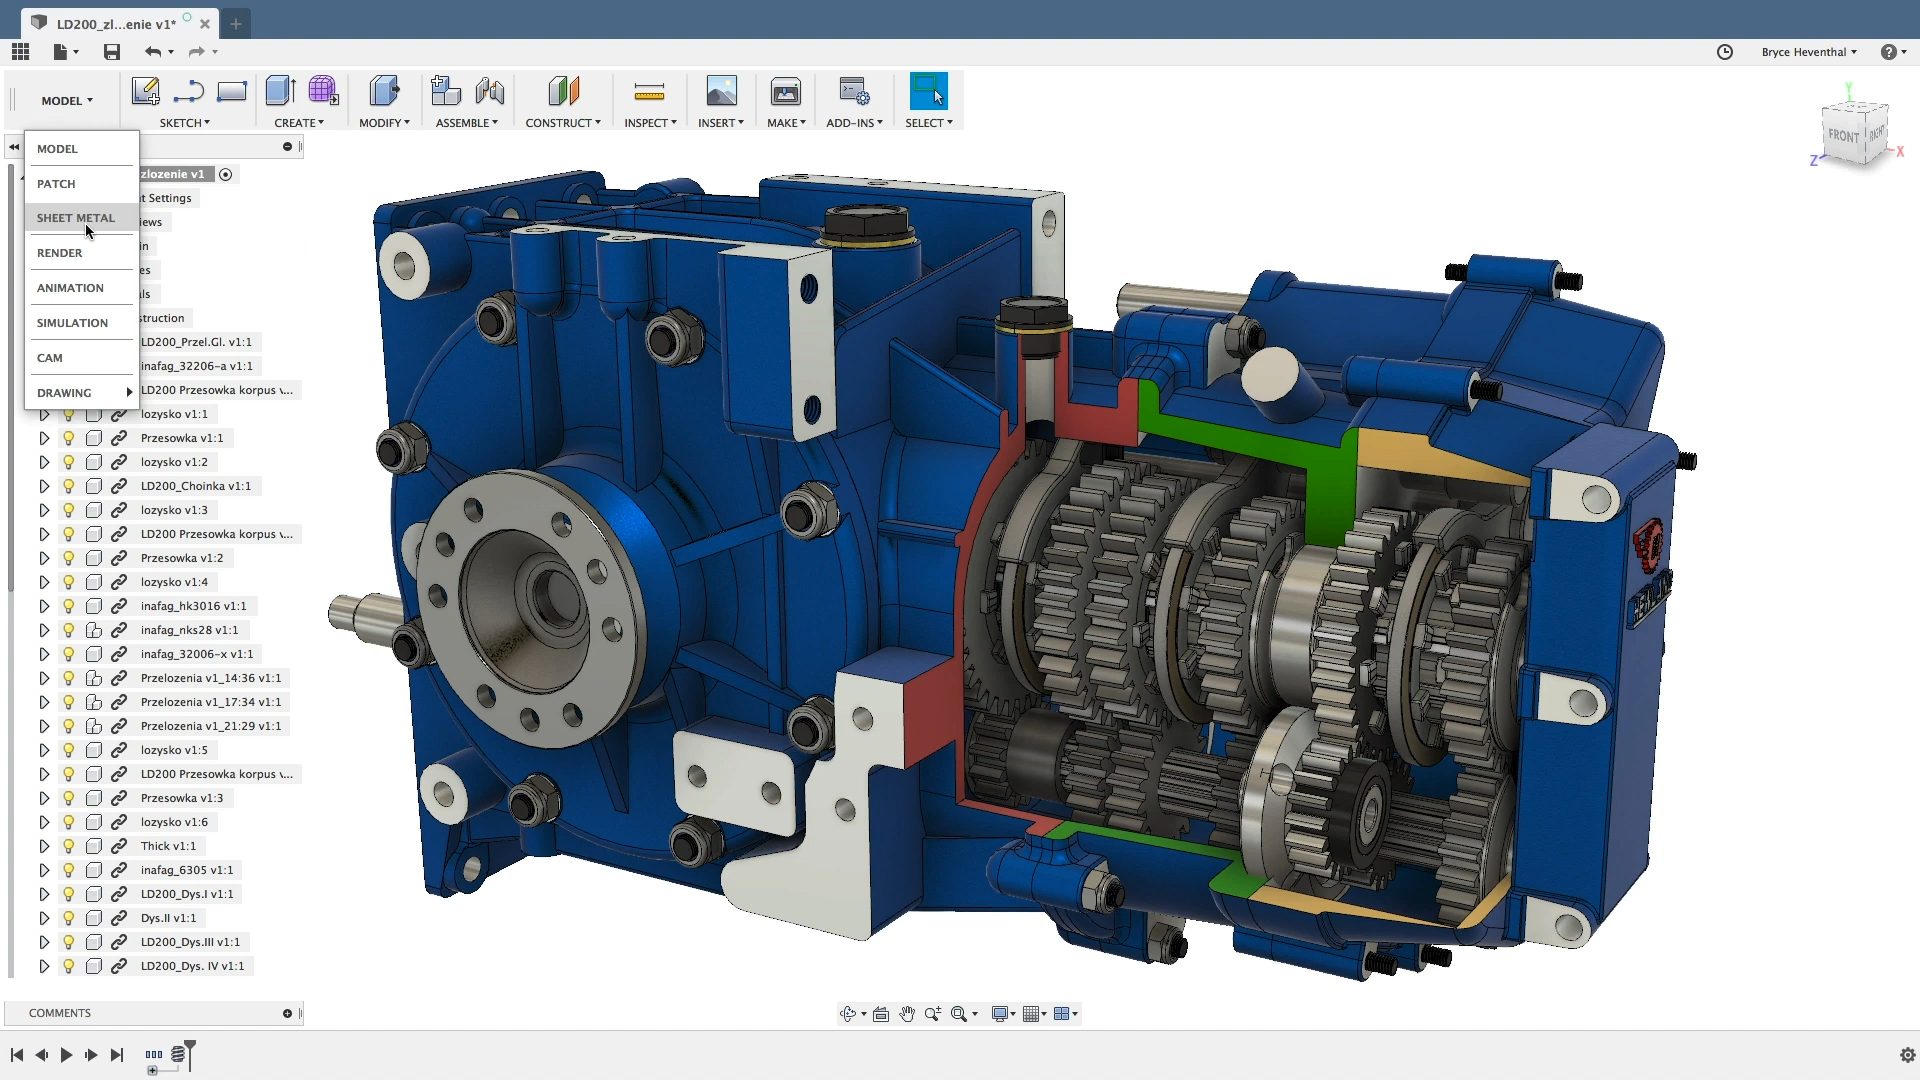 LD200_zl...enie v1*
Bryce Heventhal
MODEL
SKETCH
CREATE
MODIFY
ASSEMBLE
CONSTRUCT
INSPECT
INSERT
MAKE
ADD-INS
SELECT
Y
FRONT
RIGHT
Z
X
MODEL
PATCH
SHEET METAL
RENDER
ANIMATION
SIMULATION
CAM
DRAWING
zlozenie v1
t Settings
iews
in
es
ls
struction
LD200_Przel.Gl. v1:1
inafag_32206-a v1:1
LD200 Przesowka korpus v...
lozysko v1:1
Przesowka v1:1
lozysko v1:2
LD200_Choinka v1:1
lozysko v1:3
LD200 Przesowka korpus v...
Przesowka v1:2
lozysko v1:4
inafag_hk3016 v1:1
inafag_nks28 v1:1
inafag_32006-x v1:1
Przelozenia v1_14:36 v1:1
Przelozenia v1_17:34 v1:1
Przelozenia v1_21:29 v1:1
lozysko v1:5
LD200 Przesowka korpus v...
Przesowka v1:3
lozysko v1:6
Thick v1:1
inafag_6305 v1:1
LD200_Dys.I v1:1
Dys.II v1:1
LD200_Dys.III v1:1
LD200_Dys. IV v1:1
COMMENTS